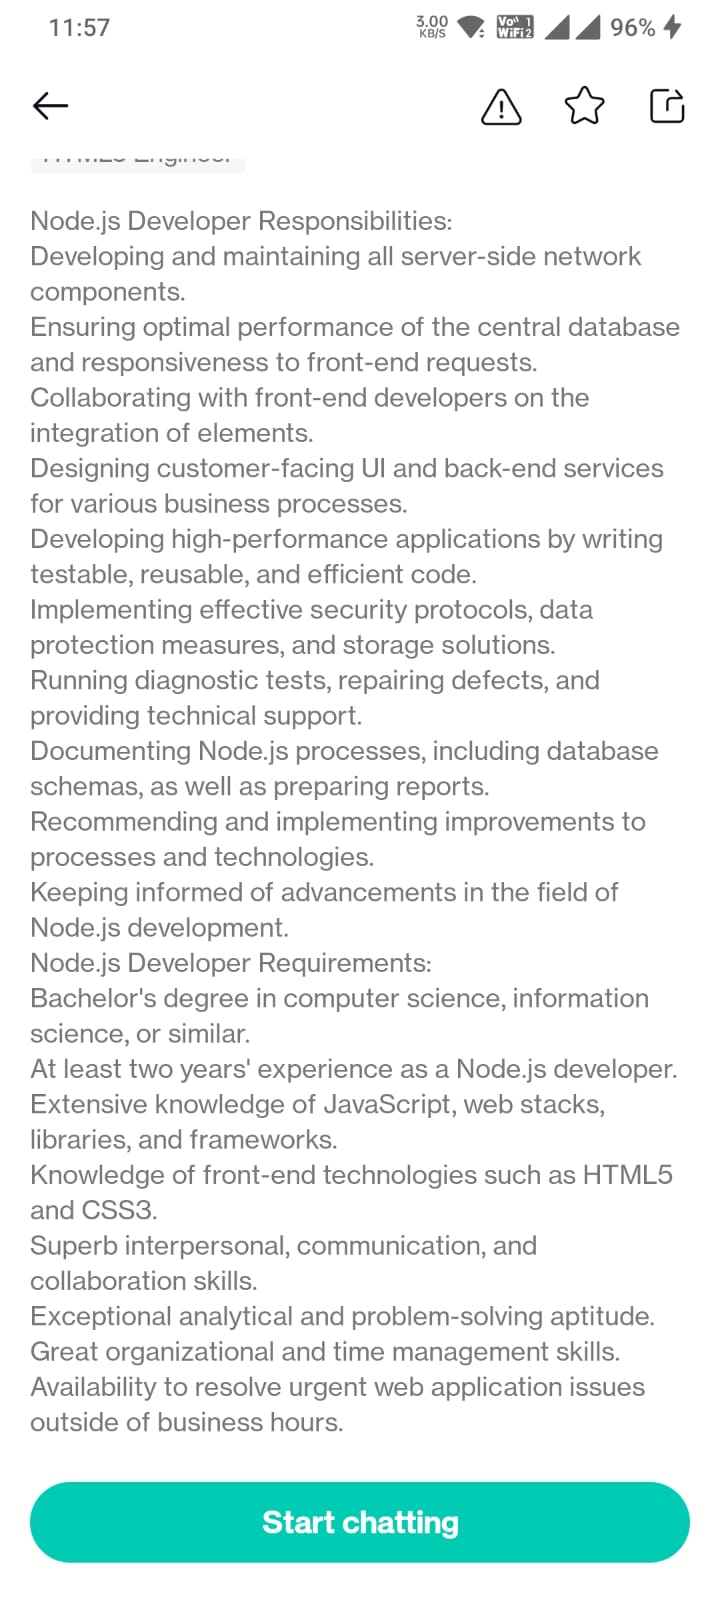 11:57
3.00
KB/S
Vo 1
WiFi 2
96%
Node.js Developer Responsibilities:
Developing and maintaining all server-side network
components.
Ensuring optimal performance of the central database
and responsiveness to front-end requests.
Collaborating with front-end developers on the
integration of elements.
Designing customer-facing UI and back-end services
for various business processes.
Developing high-performance applications by writing
testable, reusable, and efficient code.
Implementing effective security protocols, data
protection measures, and storage solutions.
Running diagnostic tests, repairing defects, and
providing technical support.
Documenting Node.js processes, including database
schemas, as well as preparing reports.
Recommending and implementing improvements to
processes and technologies.
Keeping informed of advancements in the field of
Node.js development.
Node.js Developer Requirements:
Bachelor's degree in computer science, information
science, or similar.
At least two years' experience as a Node.js developer.
Extensive knowledge of JavaScript, web stacks,
libraries, and frameworks.
Knowledge of front-end technologies such as HTML5
and CSS3.
Superb interpersonal, communication, and
collaboration skills.
Exceptional analytical and problem-solving aptitude.
Great organizational and time management skills.
Availability to resolve urgent web application issues
outside of business hours.
Start chatting